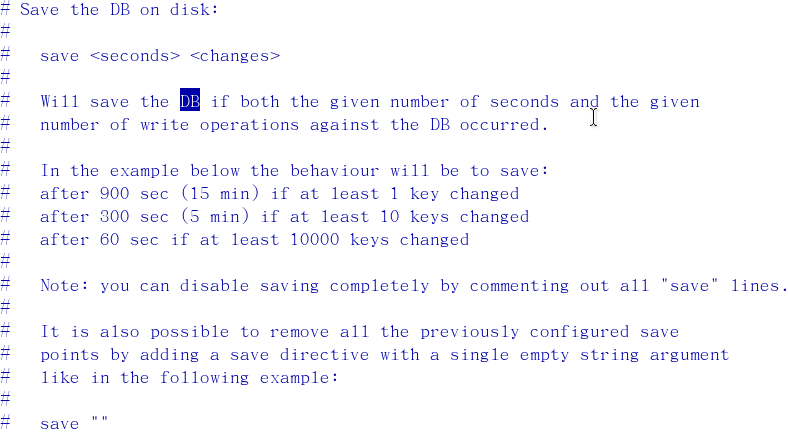 # Save the DB on disk:
#
#   save <seconds> <changes>
#
#   Will save the DB if both the given number of seconds and the given
#   number of write operations against the DB occurred.
#
#   In the example below the behaviour will be to save:
#   after 900 sec (15 min) if at least 1 key changed
#   after 300 sec (5 min) if at least 10 keys changed
#   after 60 sec if at least 10000 keys changed
#
#   Note: you can disable saving completely by commenting out all "save" lines.
#
#   It is also possible to remove all the previously configured save
#   points by adding a save directive with a single empty string argument
#   like in the following example:
#
#   save ""